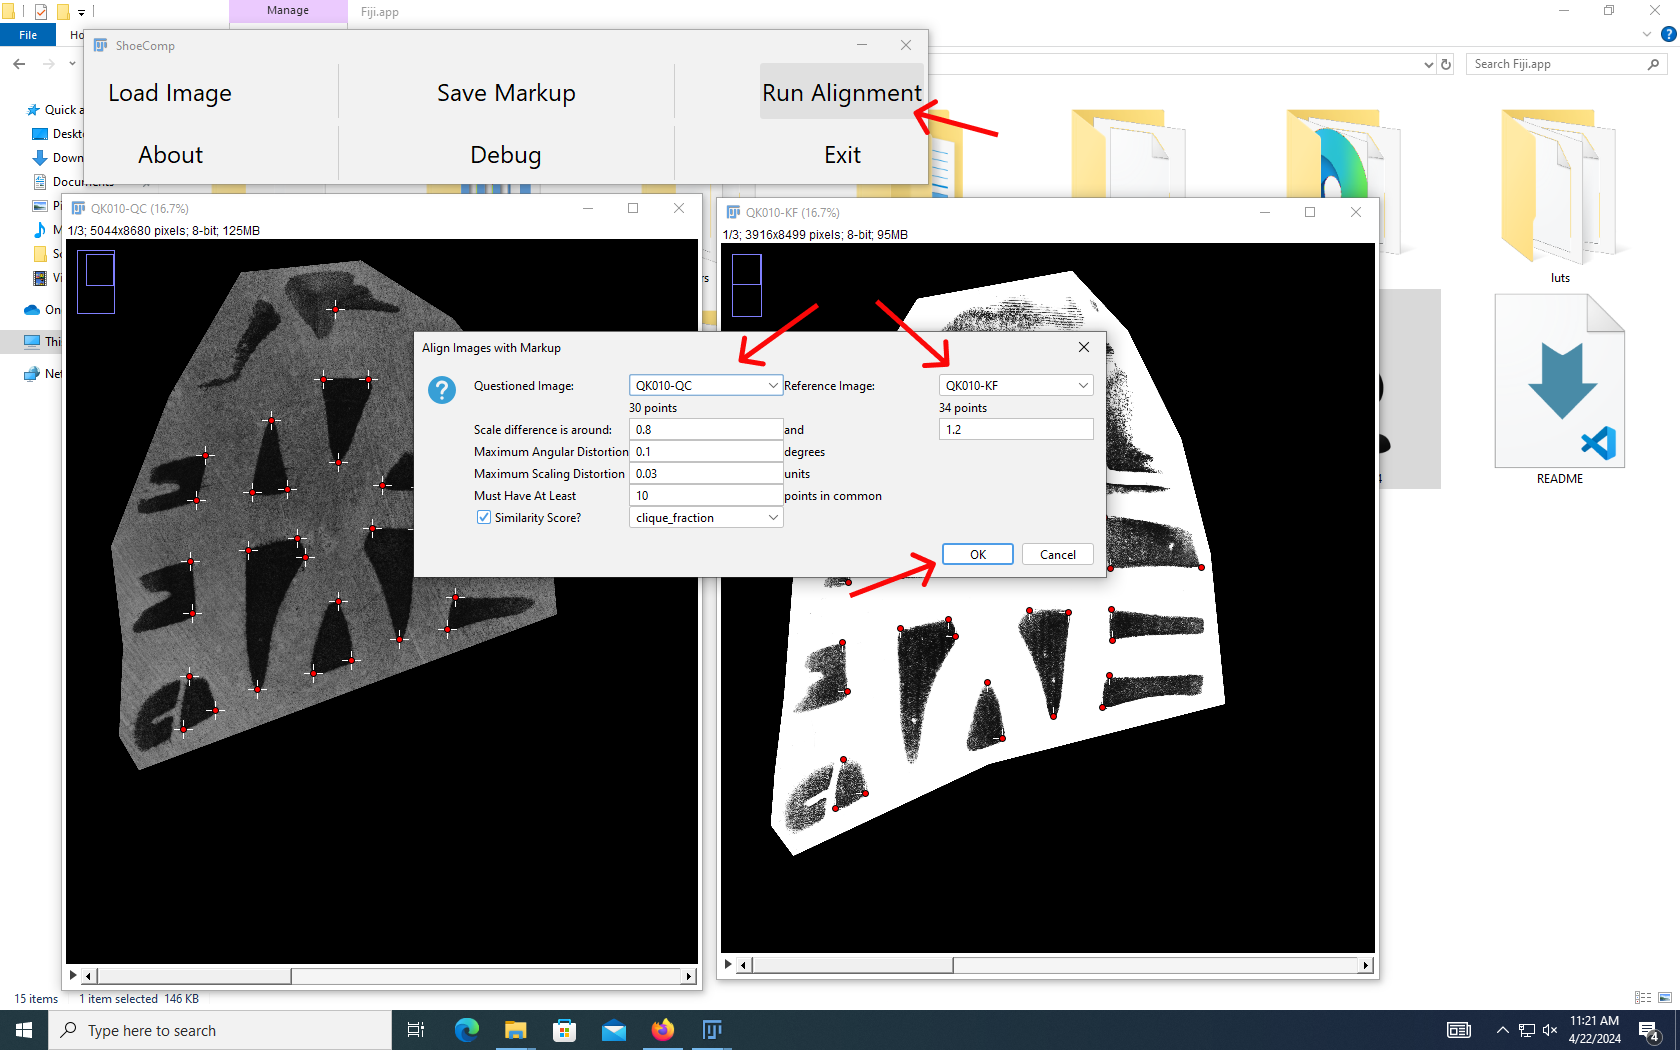 Manage
Fiji.app
File
Ho
ShoeComp
Load Image
Save Markup
Run Alignment
About
Debug
Exit
Search Fiji.app
Quick a
Deskt
Down
Documents
Pi
M
So
Vi
On
Thi
Net
rs
luts
README
4
QK010-QC (16.7%)
1/3; 5044x8680 pixels; 8-bit; 125MB
QK010-KF (16.7%)
1/3; 3916x8499 pixels; 8-bit; 95MB
Align Images with Markup
Questioned Image:
QK010-QC
Reference Image:
QK010-KF
30 points
34 points
Scale difference is around:
0.8
and
1.2
Maximum Angular Distortion
0.1
degrees
Maximum Scaling Distortion
0.03
units
Must Have At Least
10
points in common
Similarity Score?
clique_fraction
OK
Cancel
15 items
1 item selected 146 KB
Type here to search
11:21 AM
4/22/2024
4